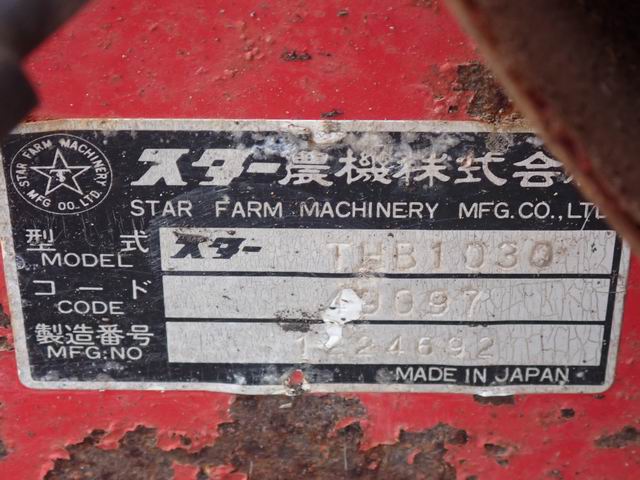 STAR FARM MACHINERY MFG CO.,LTD.
スター農機株式会
STAR FARM MACHINERY MFG.CO.,LTD
型式 スター THB1030
MODEL
コード
CODE
製造番号
MFG.NO
MADE IN JAPAN